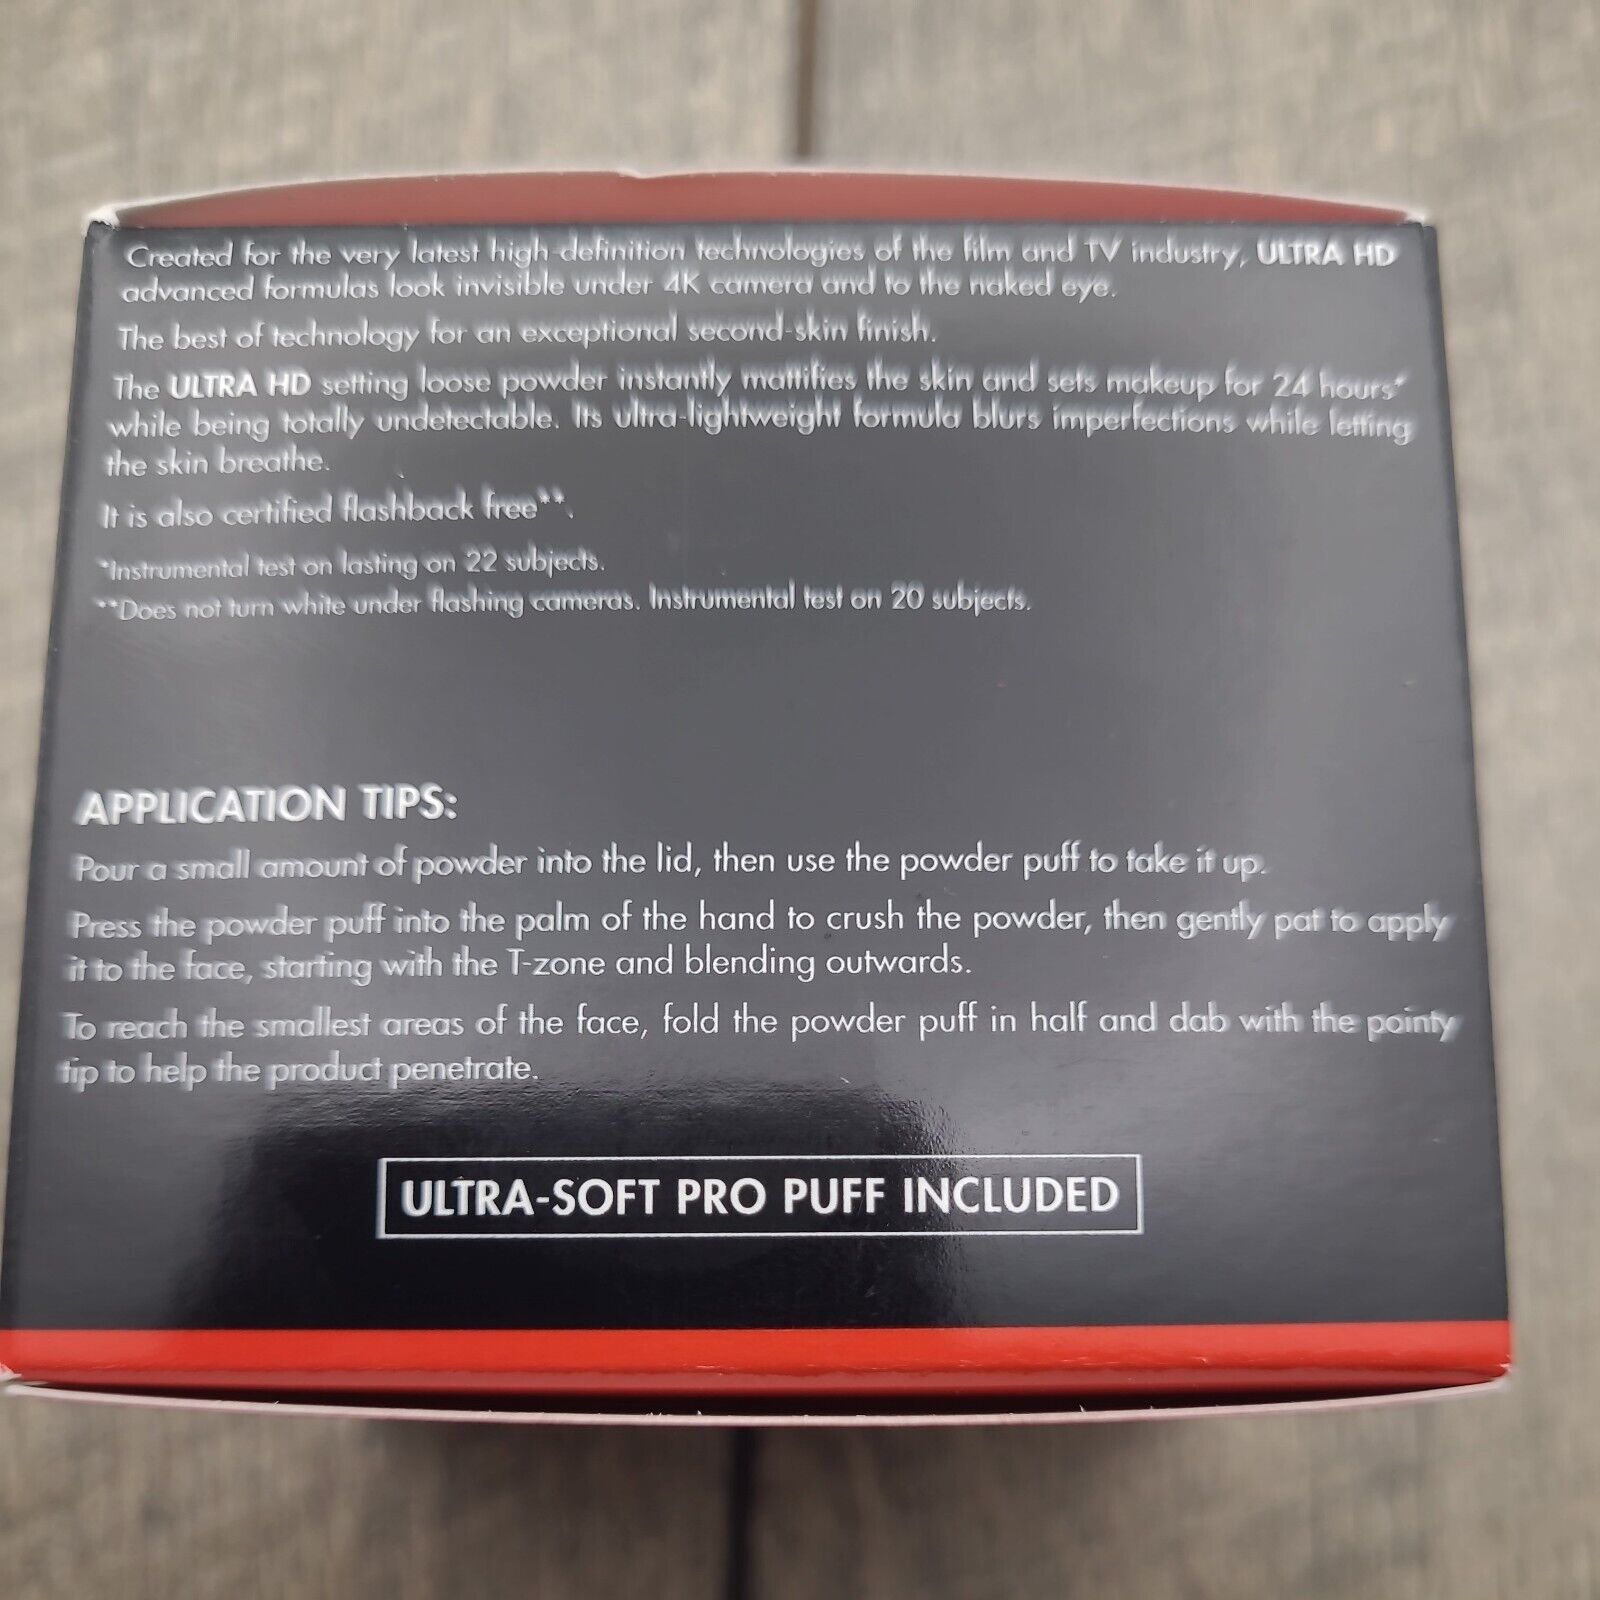 Created for the very latest high-definition technologies of the film and TV industry, ULTRA HD
advanced formulas look invisible under 4K camera and to the naked eye.
The best of technology for an exceptional second-skin finish.
The ULTRA HD setting loose powder instantly mattifies the skin and sets makeup for 24 hours*
while being totally undetectable. Its ultra-lightweight formula blurs imperfections while letting
the skin breathe.
It is also certified flashback free**.
*Instrumental test on lasting on 22 subjects.
**Does not turn white under flashing cameras. Instrumental test on 20 subjects.
APPLICATION TIPS:
Pour a small amount of powder into the lid, then use the powder puff to take it up.
Press the powder puff into the palm of the hand to crush the powder, then gently pat to apply
it to the face, starting with the T-zone and blending outwards.
To reach the smallest areas of the face, fold the powder puff in half and dab with the pointy
tip to help the product penetrate.
ULTRA-SOFT PRO PUFF INCLUDED